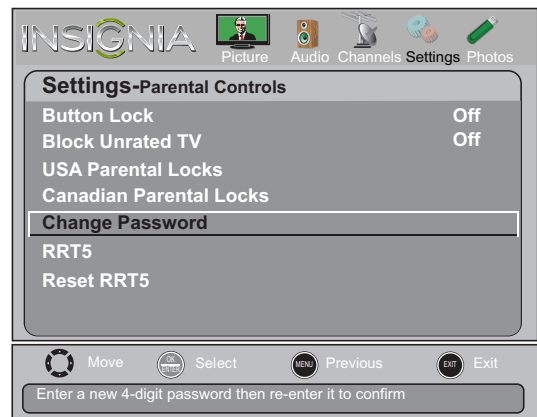 INSIGNIA
Picture Audio Channels Settings Photos
Settings-Parental Controls
Button Lock Off
Block Unrated TV Off
USA Parental Locks
Canadian Parental Locks
Change Password
RRT5
Reset RRT5
Move OK ENTER Select MENU Previous EXIT Exit
Enter a new 4-digit password then re-enter it to confirm